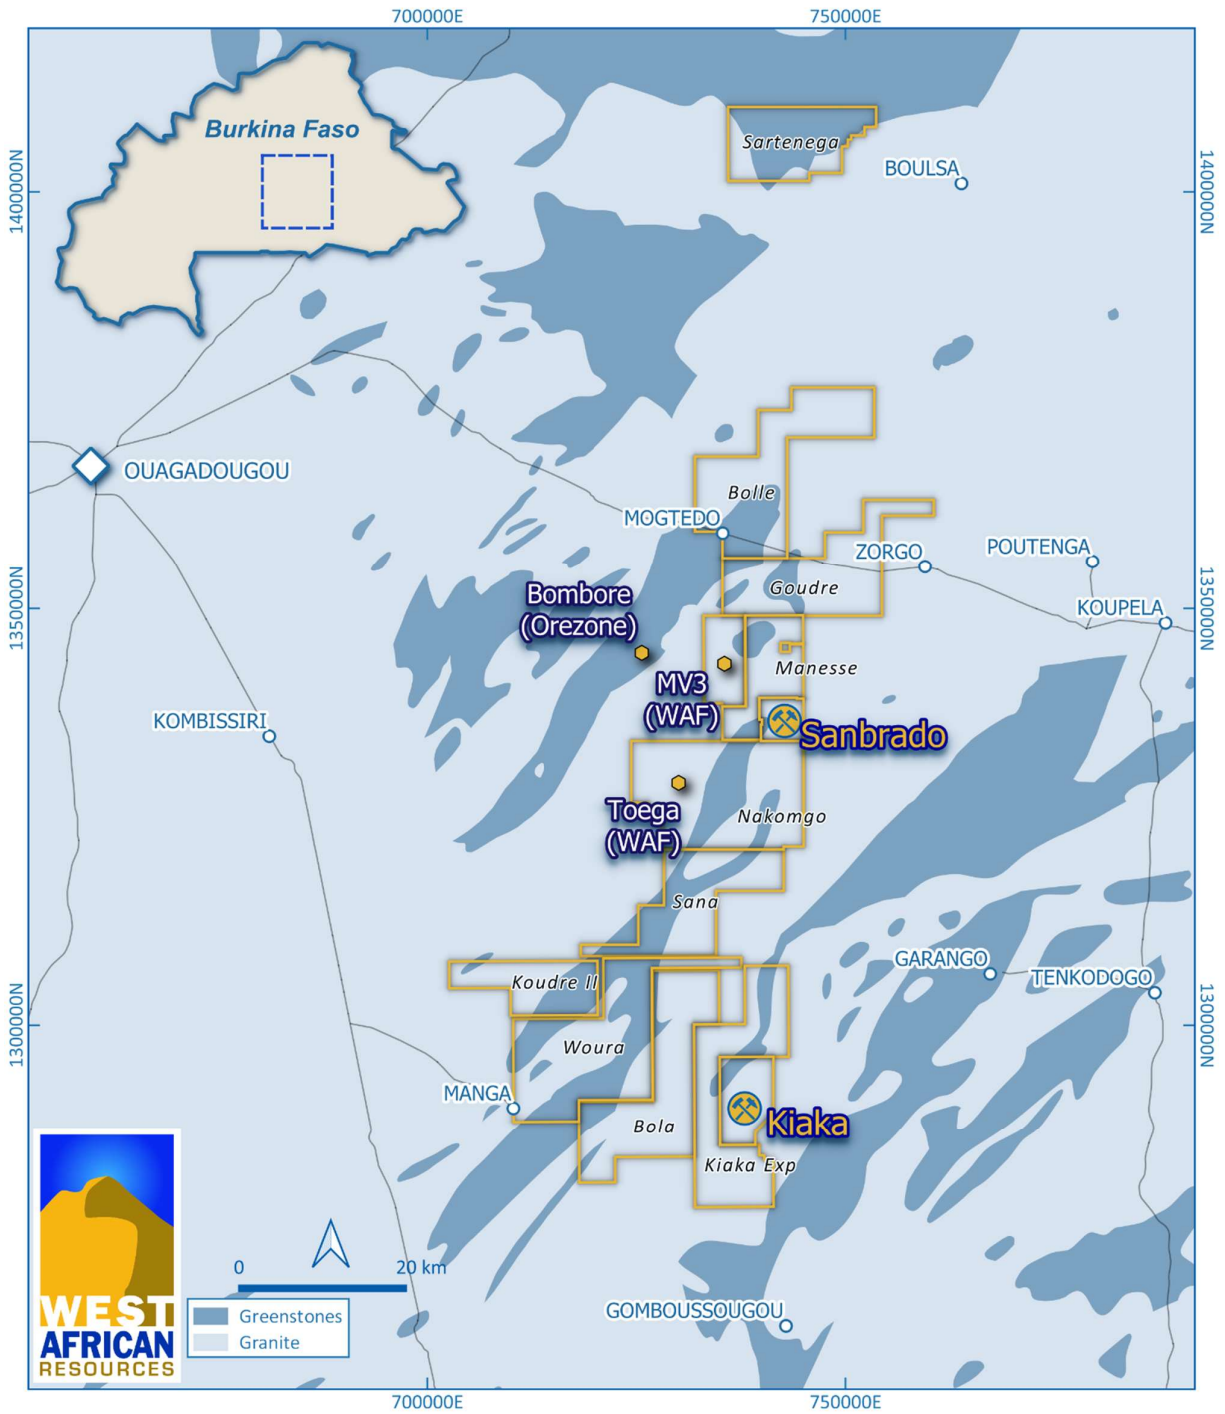 700000E
750000E
Burkina Faso
Sartenega
BOULSA
1400000N
1400000N
OUAGADOUGOU
Bolle
MOGTEDO
ZORGO
POUTENGA
Goudre
Bombore
(Orezone)
KOUPELA
1350000N
1350000N
Manesse
MV3
(WAF)
KOMBISSIRI
Sanbrado
Toega
(WAF)
Nakomgo
Sana
GARANGO
TENKODOGO
Koudre II
1300000N
1300000N
Woura
MANGA
Bola
Kiaka
Kiaka Exp
0
20 km
GOMBOUSSOUGOU
Greenstones
Granite
WEST
AFRICAN
RESOURCES
700000E
750000E